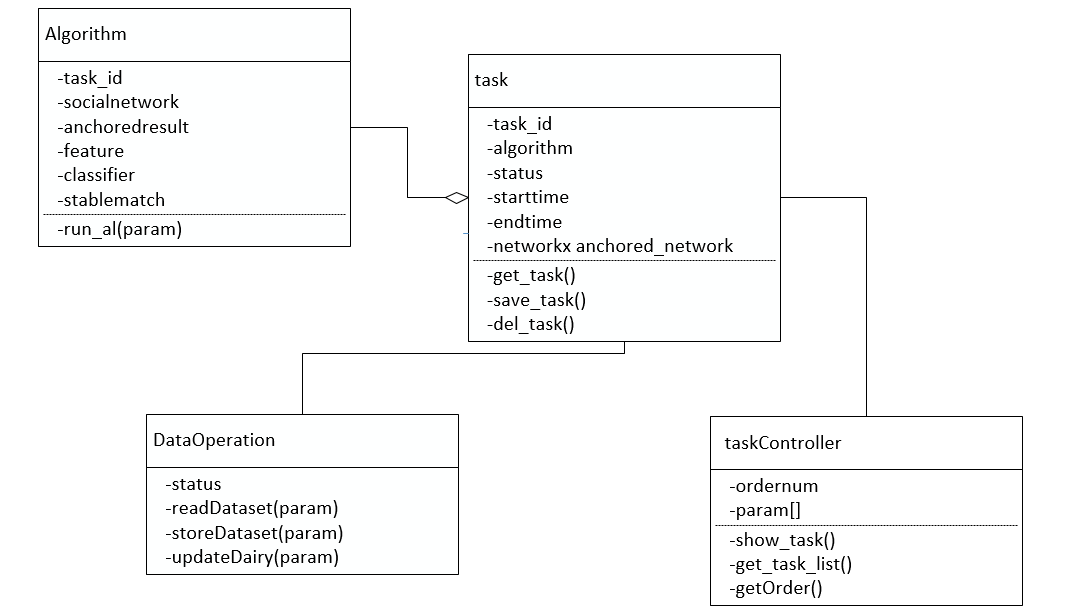 Algorithm
-task_id
-socialnetwork
-anchoredresult
-feature
-classifier
-stablematch
-run_al(param)
task
-task_id
-algorithm
-status
-starttime
-endtime
-networkx anchored_network
-get_task()
-save_task()
-del_task()
DataOperation
-status
-readDataset(param)
-storeDataset(param)
-updateDairy(param)
taskController
-ordernum
-param[]
-show_task()
-get_task_list()
-getOrder()